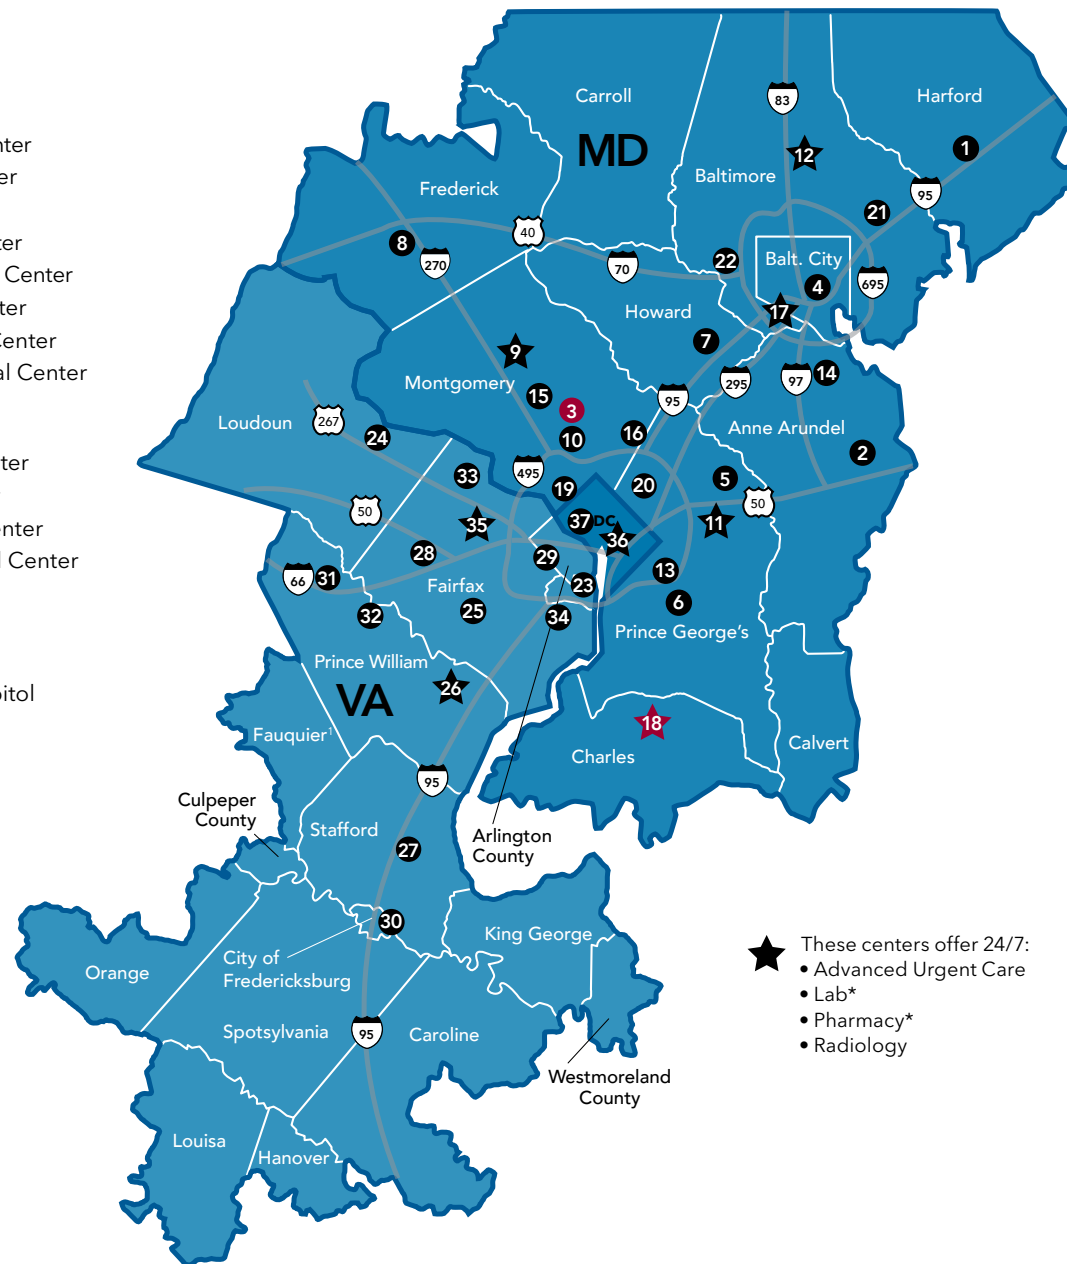 nter
er
ter
Center
ter
Center
al Center
ter
enter
l Center
pitol
Carroll
83
Harford
MD
12
1
Baltimore
Frederick
95
21
40
8
270
70
22
Balt. City
4
695
Howard
17
7
9
Montgomery
295
97
14
15
95
3
Loudoun
267
24
10
16
Anne Arundel
2
33
495
19
20
5
50
50
35
37
DC
36
11
28
29
66
31
Fairfax
13
23
32
25
34
6
Prince George's
Prince William
26
VA
18
Fauquier¹
Charles
Calvert
95
Culpeper
County
Stafford
Arlington
County
27
30
King George
City of
Fredericksburg
Orange
Spotsylvania
95
Caroline
Westmoreland
County
Louisa
Hanover
These centers offer 24/7:
• Advanced Urgent Care
• Lab*
• Pharmacy*
• Radiology